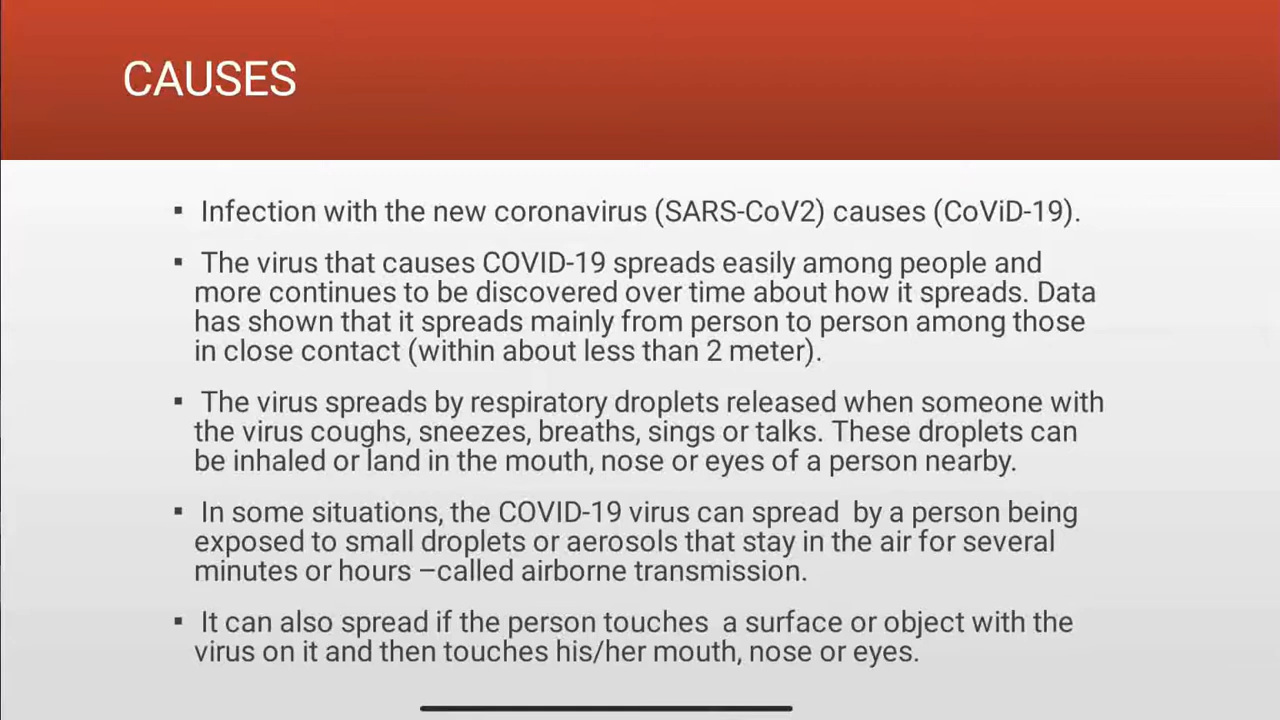 CAUSES
▪ Infection with the new coronavirus (SARS-CoV2) causes (CoViD-19).
▪ The virus that causes COVID-19 spreads easily among people and
more continues to be discovered over time about how it spreads. Data
has shown that it spreads mainly from person to person among those
in close contact (within about less than 2 meter).
▪ The virus spreads by respiratory droplets released when someone with
the virus coughs, sneezes, breaths, sings or talks. These droplets can
be inhaled or land in the mouth, nose or eyes of a person nearby.
▪ In some situations, the COVID-19 virus can spread  by a person being
exposed to small droplets or aerosols that stay in the air for several
minutes or hours –called airborne transmission.
▪ It can also spread if the person touches  a surface or object with the
virus on it and then touches his/her mouth, nose or eyes.